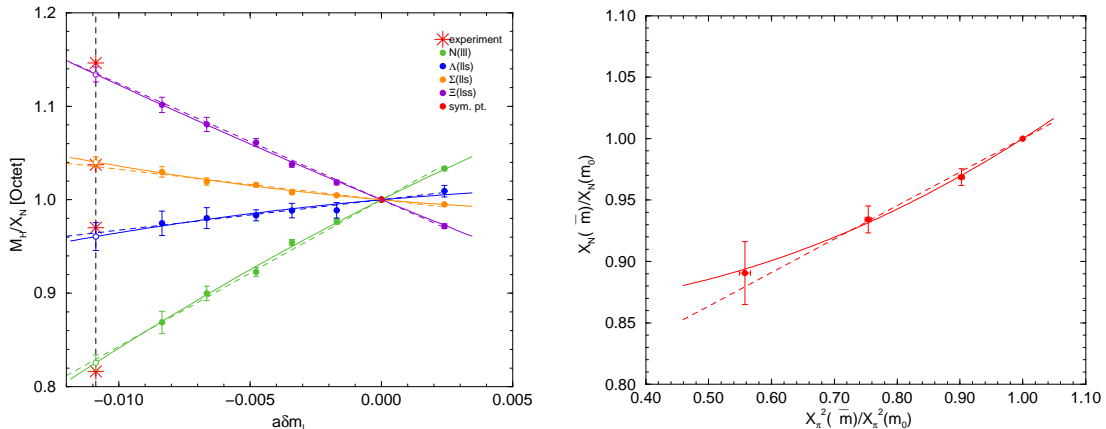 1.2
1.1
1.0
0.9
0.8
M_H/X_N [Octet]
experiment
N(lll)
Λ(lls)
Σ(lls)
Ξ(lss)
sym. pt.
−0.010
−0.005
0.000
0.005
aδm_l
1.10
1.05
1.00
0.95
0.90
0.85
0.80
X_N(m̄)/X_N(m_0)
0.40
0.50
0.60
0.70
0.80
0.90
1.00
1.10
X_π^2(m̄)/X_π^2(m_0)